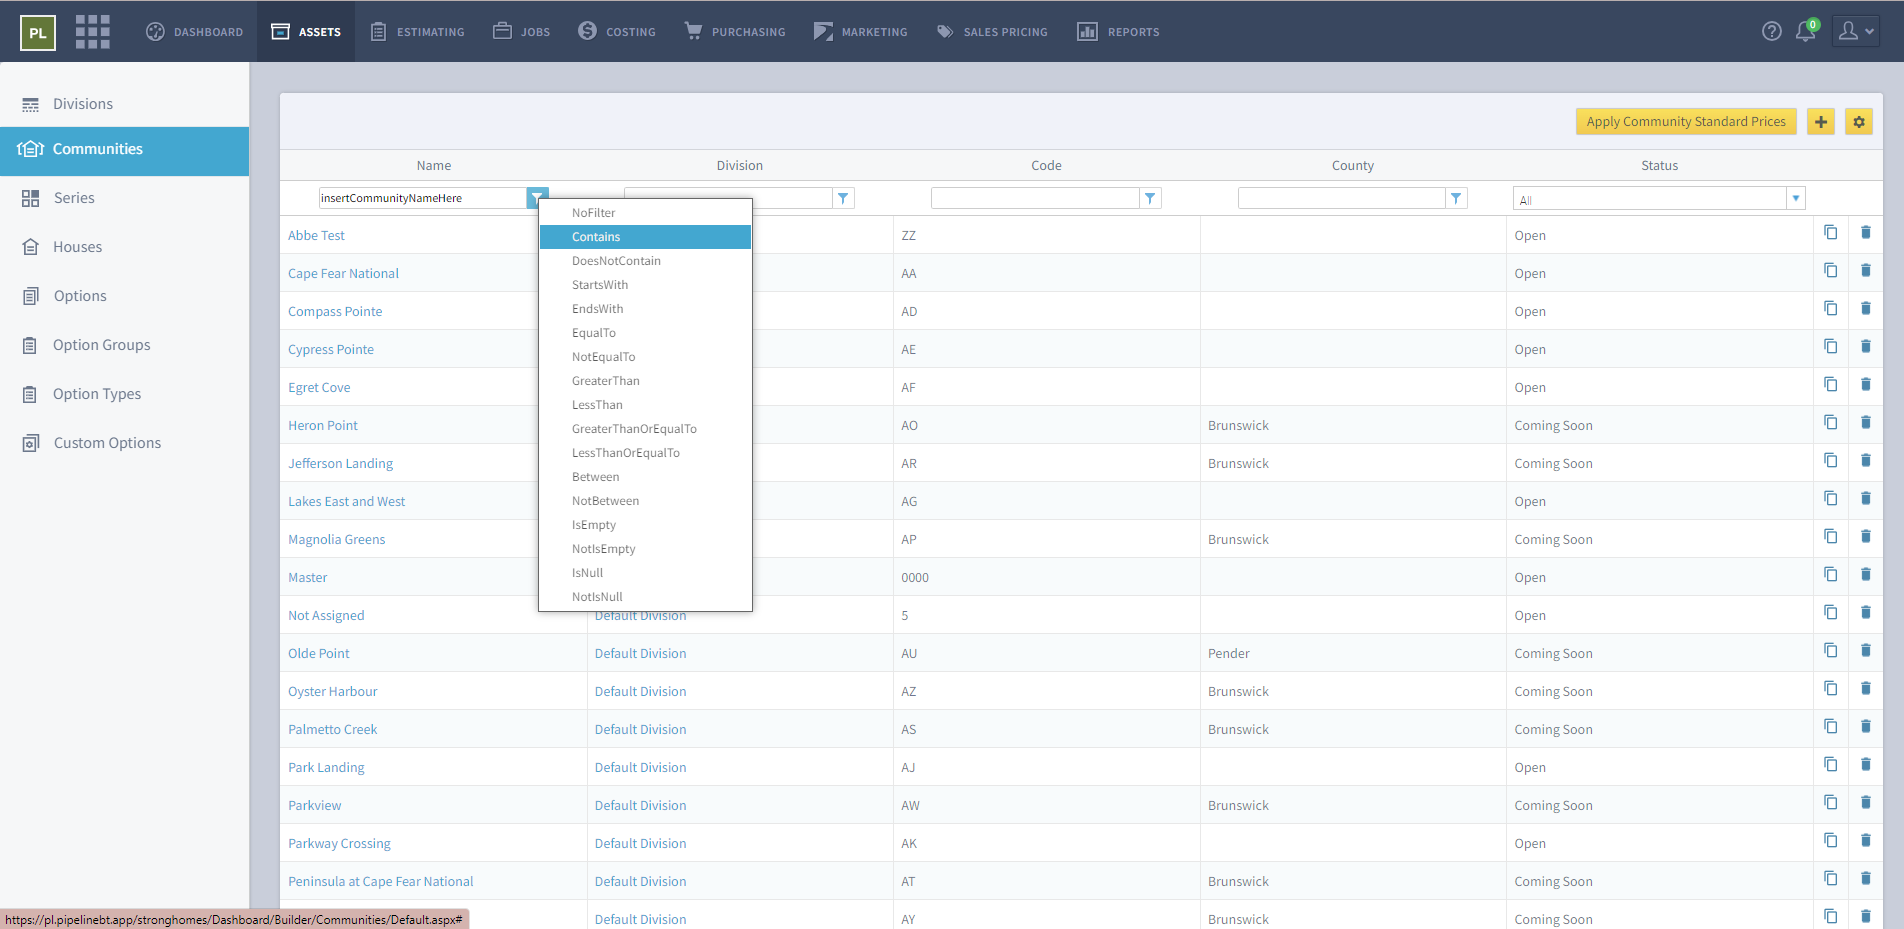 PL
DASHBOARD
ASSETS
ESTIMATING
JOBS
COSTING
PURCHASING
MARKETING
SALES PRICING
REPORTS
0
Divisions
Communities
Series
Houses
Options
Option Groups
Option Types
Custom Options
Apply Community Standard Prices
Name Division Code County Status
insertCommunityNameHere
All
NoFilter
Contains
DoesNotContain
StartsWith
EndsWith
EqualTo
NotEqualTo
GreaterThan
LessThan
GreaterThanOrEqualTo
LessThanOrEqualTo
Between
NotBetween
IsEmpty
NotIsEmpty
IsNull
NotIsNull
Abbe Test ZZ Open
Cape Fear National AA Open
Compass Pointe AD Open
Cypress Pointe AE Open
Egret Cove AF Open
Heron Point AO Brunswick Coming Soon
Jefferson Landing AR Brunswick Coming Soon
Lakes East and West AG Open
Magnolia Greens AP Brunswick Coming Soon
Master 0000 Open
Not Assigned Default Division 5 Open
Olde Point Default Division AU Pender Coming Soon
Oyster Harbour Default Division AZ Brunswick Coming Soon
Palmetto Creek Default Division AS Brunswick Coming Soon
Park Landing Default Division AJ Open
Parkview Default Division AW Brunswick Coming Soon
Parkway Crossing Default Division AK Open
Peninsula at Cape Fear National Default Division AT Brunswick Coming Soon
Default Division AY Brunswick Coming Soon
https://pl.pipelinebt.app/stronghomes/Dashboard/Builder/Communities/Default.aspx#